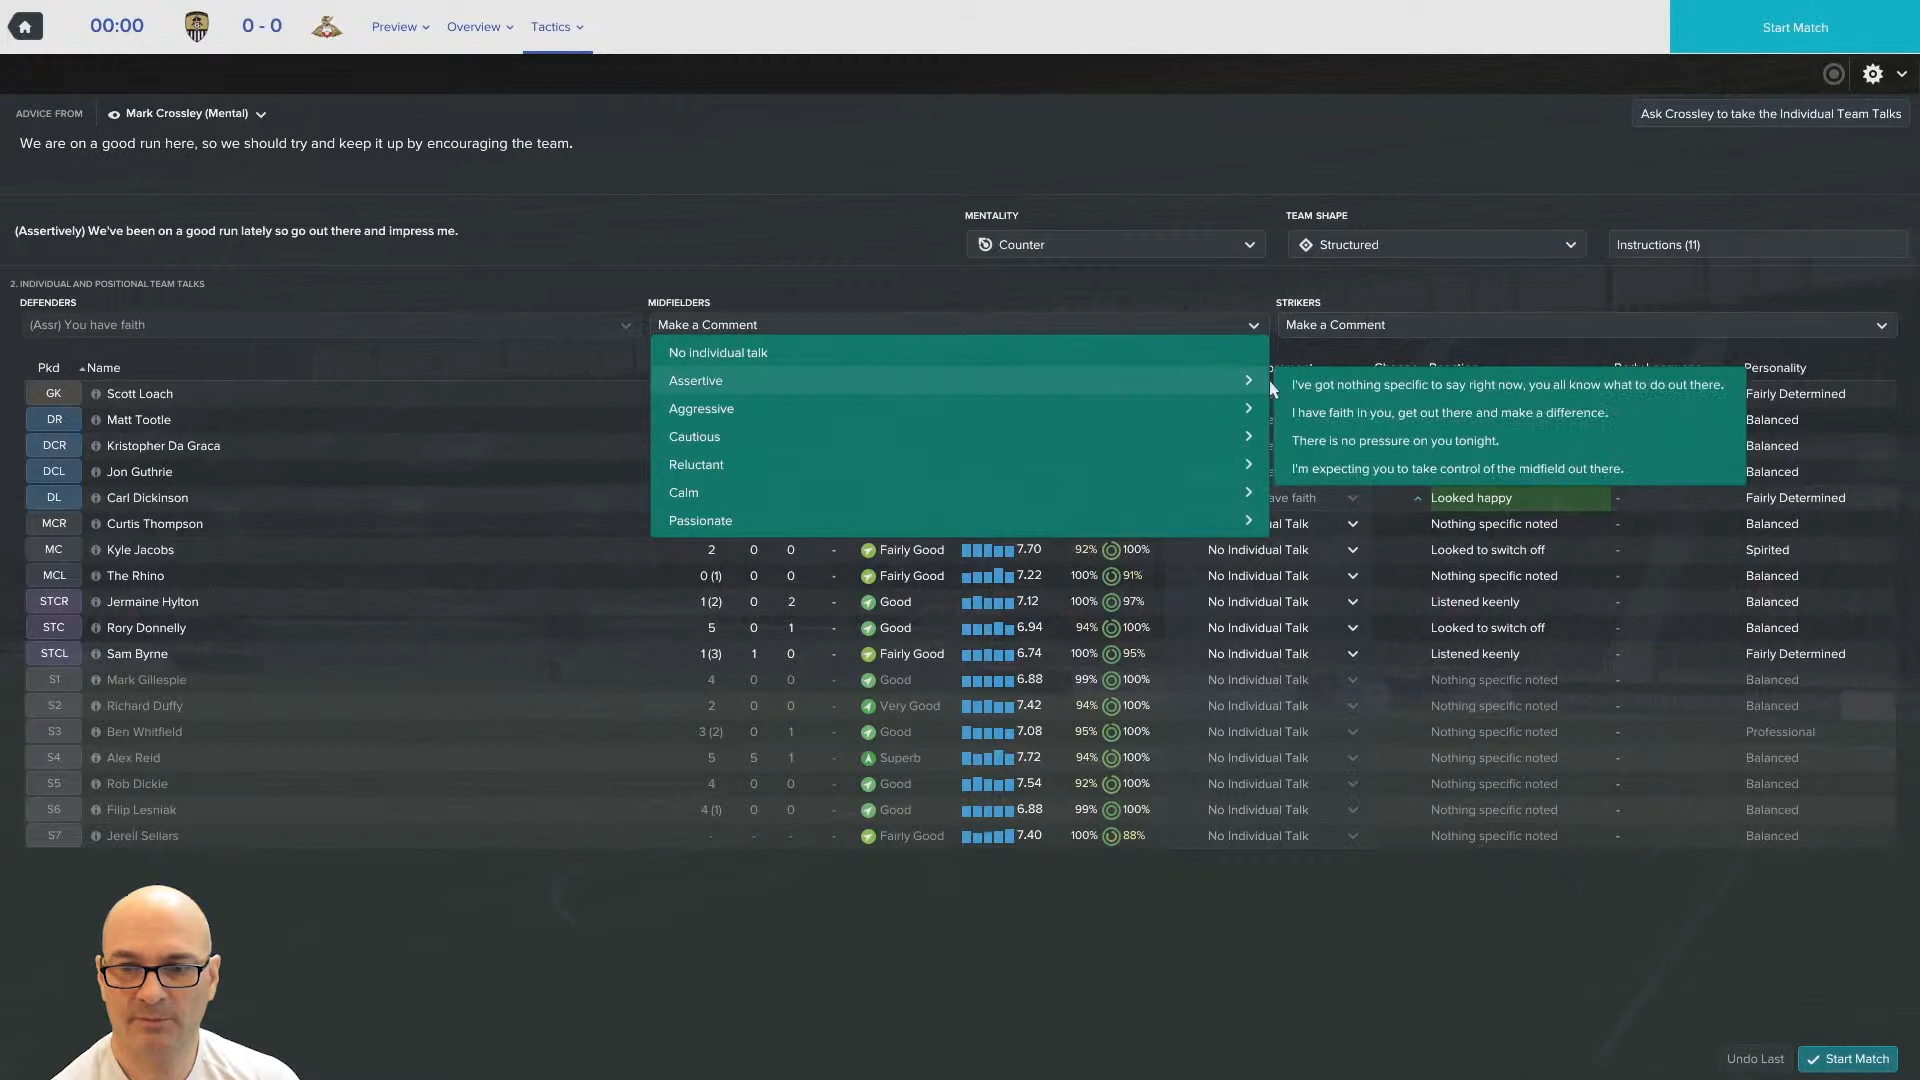 00:00 0 - 0 Preview Overview Tactics Start Match
ADVICE FROM Mark Crossley (Mental) Ask Crossley to take the Individual Team Talks
We are on a good run here, so we should try and keep it up by encouraging the team.
MENTALITY TEAM SHAPE
(Assertively) We've been on a good run lately so go out there and impress me.
Counter Structured Instructions (11)
2. INDIVIDUAL AND POSITIONAL TEAM TALKS
DEFENDERS MIDFIELDERS STRIKERS
(Assr) You have faith Make a Comment Make a Comment
No individual talk
Assertive
Aggressive
Cautious
Reluctant
Calm
Passionate
I've got nothing specific to say right now, you all know what to do out there.
I have faith in you, get out there and make a difference.
There is no pressure on you tonight.
I'm expecting you to take control of the midfield out there.
Pkd Name Personality
GK Scott Loach Fairly Determined
DR Matt Tootle Balanced
DCR Kristopher Da Graca Balanced
DCL Jon Guthrie Balanced
DL Carl Dickinson faith Looked happy - Fairly Determined
MCR Curtis Thompson Talk Nothing specific noted - Balanced
MC Kyle Jacobs 2 0 0 - Fairly Good 7.70 92% 100% No Individual Talk Looked to switch off - Spirited
MCL The Rhino 0 (1) 0 0 - Fairly Good 7.22 100% 91% No Individual Talk Nothing specific noted - Balanced
STCR Jermaine Hylton 1 (2) 0 2 - Good 7.12 100% 97% No Individual Talk Listened keenly - Balanced
STC Rory Donnelly 5 0 1 - Good 6.94 94% 100% No Individual Talk Looked to switch off - Balanced
STCL Sam Byrne 1 (3) 1 0 - Fairly Good 6.74 100% 95% No Individual Talk Listened keenly - Fairly Determined
S1 Mark Gillespie 4 0 0 - Good 6.88 99% 100% No Individual Talk Nothing specific noted - Balanced
S2 Richard Duffy 2 0 0 - Very Good 7.42 94% 100% No Individual Talk Nothing specific noted - Balanced
S3 Ben Whitfield 3 (2) 0 1 - Good 7.08 95% 100% No Individual Talk Nothing specific noted - Professional
S4 Alex Reid 5 5 1 - Superb 7.72 94% 100% No Individual Talk Nothing specific noted - Balanced
S5 Rob Dickie 4 0 0 - Good 7.54 92% 100% No Individual Talk Nothing specific noted - Balanced
S6 Filip Lesniak 4 (1) 0 0 - Good 6.88 99% 100% No Individual Talk Nothing specific noted - Balanced
S7 Jerell Sellars - - - - Fairly Good 7.40 100% 88% No Individual Talk Nothing specific noted - Balanced
Undo Last Start Match